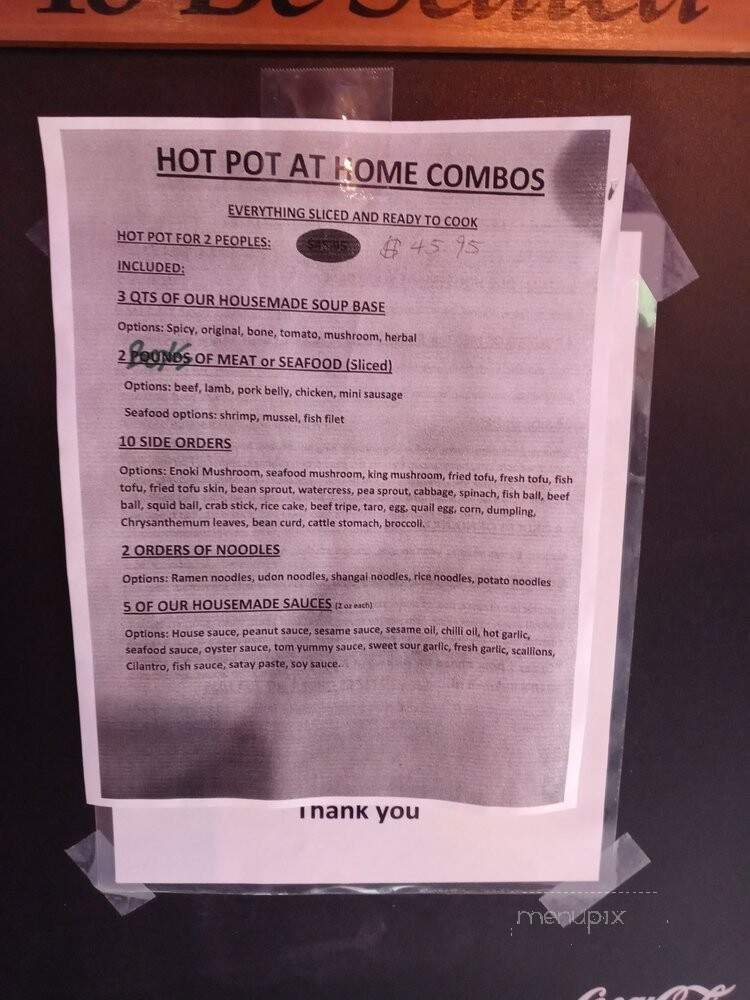 To Be Seated
HOT POT AT HOME COMBOS
EVERYTHING SLICED AND READY TO COOK
HOT POT FOR 2 PEOPLES: $ 45.95
INCLUDED:
3 QTS OF OUR HOUSEMADE SOUP BASE
Options: Spicy, original, bone, tomato, mushroom, herbal
2 POUNDS OF MEAT or SEAFOOD (Sliced)
Options: beef, lamb, pork belly, chicken, mini sausage
Seafood options: shrimp, mussel, fish filet
10 SIDE ORDERS
Options: Enoki Mushroom, seafood mushroom, king mushroom, fried tofu, fresh tofu, fish
tofu, fried tofu skin, bean sprout, watercress, pea sprout, cabbage, spinach, fish ball, beef
ball, squid ball, crab stick, rice cake, beef tripe, taro, egg, quail egg, corn, dumpling,
Chrysanthemum leaves, bean curd, cattle stomach, broccoli.
2 ORDERS OF NOODLES
Options: Ramen noodles, udon noodles, shangai noodles, rice noodles, potato noodles
5 OF OUR HOUSEMADE SAUCES (2 oz each)
Options: House sauce, peanut sauce, sesame sauce, sesame oil, chilli oil, hot garlic,
seafood sauce, oyster sauce, tom yummy sauce, sweet sour garlic, fresh garlic, scallions,
Cilantro, fish sauce, satay paste, soy sauce.
Thank you
menupix